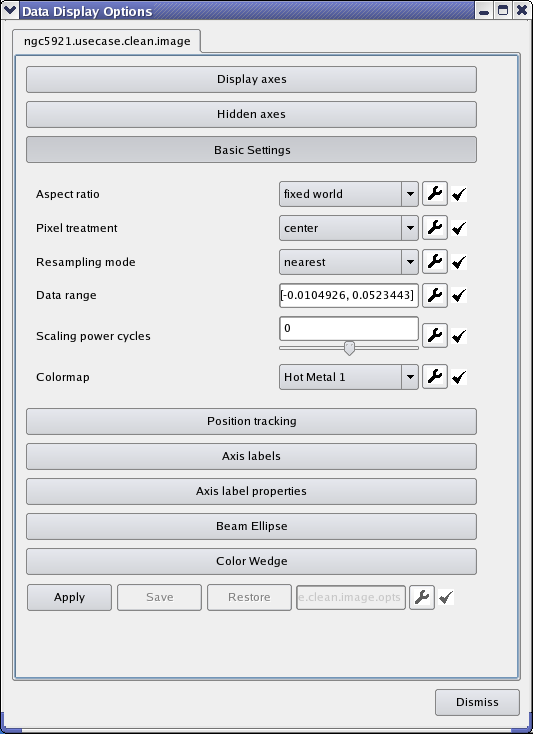 Data Display Options
ngc5921.usecase.clean.image
Display axes
Hidden axes
Basic Settings
Aspect ratio fixed world
Pixel treatment center
Resampling mode nearest
Data range [-0.0104926, 0.0523443]
Scaling power cycles 0
Colormap Hot Metal 1
Position tracking
Axis labels
Axis label properties
Beam Ellipse
Color Wedge
Apply Save Restore e.clean.image.opts
Dismiss